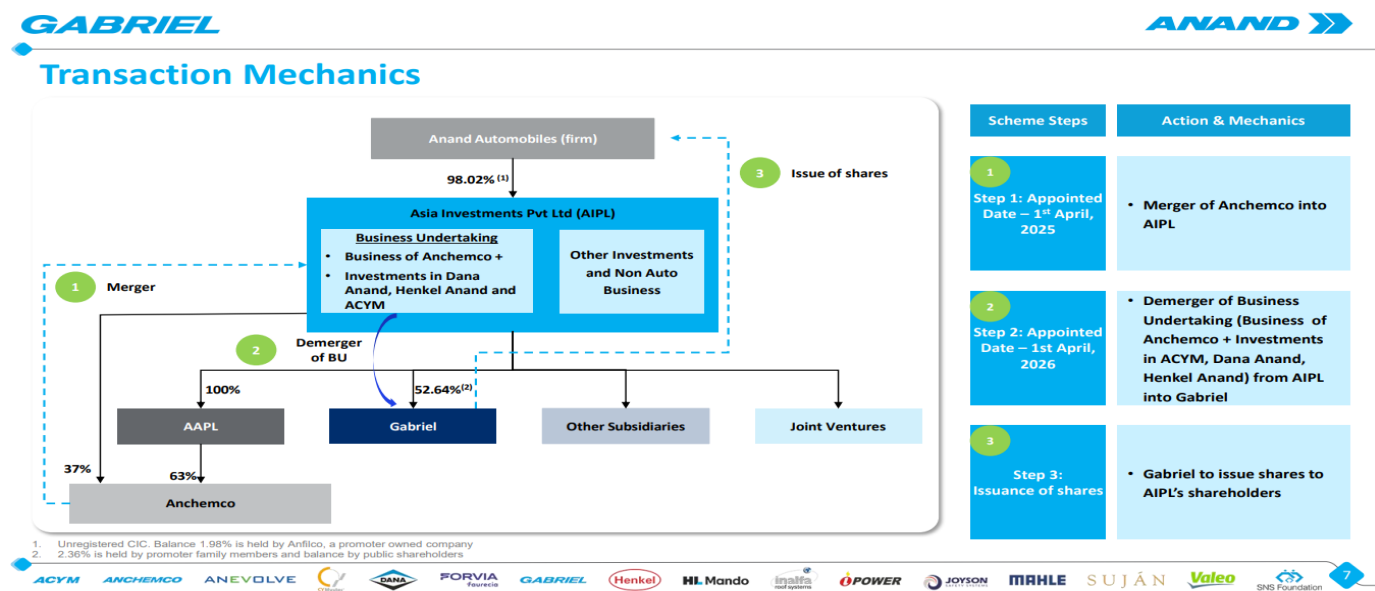 GABRIEL
ANAND
Transaction Mechanics
Anand Automobiles (firm)
98.02% (1)
3
Issue of shares
Asia Investments Pvt Ltd (AIPL)
Business Undertaking
• Business of Anchemco +
• Investments in Dana
Anand, Henkel Anand and
ACYM
Other Investments
and Non Auto
Business
1
Merger
2
Demerger
of BU
100%
52.64%(2)
AAPL
Gabriel
Other Subsidiaries
Joint Ventures
37%
63%
Anchemco
Scheme Steps
Action & Mechanics
1
Step 1: Appointed
Date – 1st April,
2025
• Merger of Anchemco into
AIPL
2
Step 2: Appointed
Date – 1st April,
2026
• Demerger of Business
Undertaking (Business of
Anchemco + Investments
in ACYM, Dana Anand,
Henkel Anand) from AIPL
into Gabriel
3
Step 3:
Issuance of shares
• Gabriel to issue shares to
AIPL’s shareholders
1. Unregistered CIC. Balance 1.98% is held by Anfilco, a promoter owned company
2. 2.36% is held by promoter family members and balance by public shareholders
ACYM
ANCHEMCO
ANEVOLVE
DANA
FORVIA
faurecia
GABRIEL
Henkel
HL Mando
inalfa
roof systems
iPOWER
JOYSON
SAFETY SYSTEMS
MAHLE
SUJÁN
Valeo
SNS Foundation
7